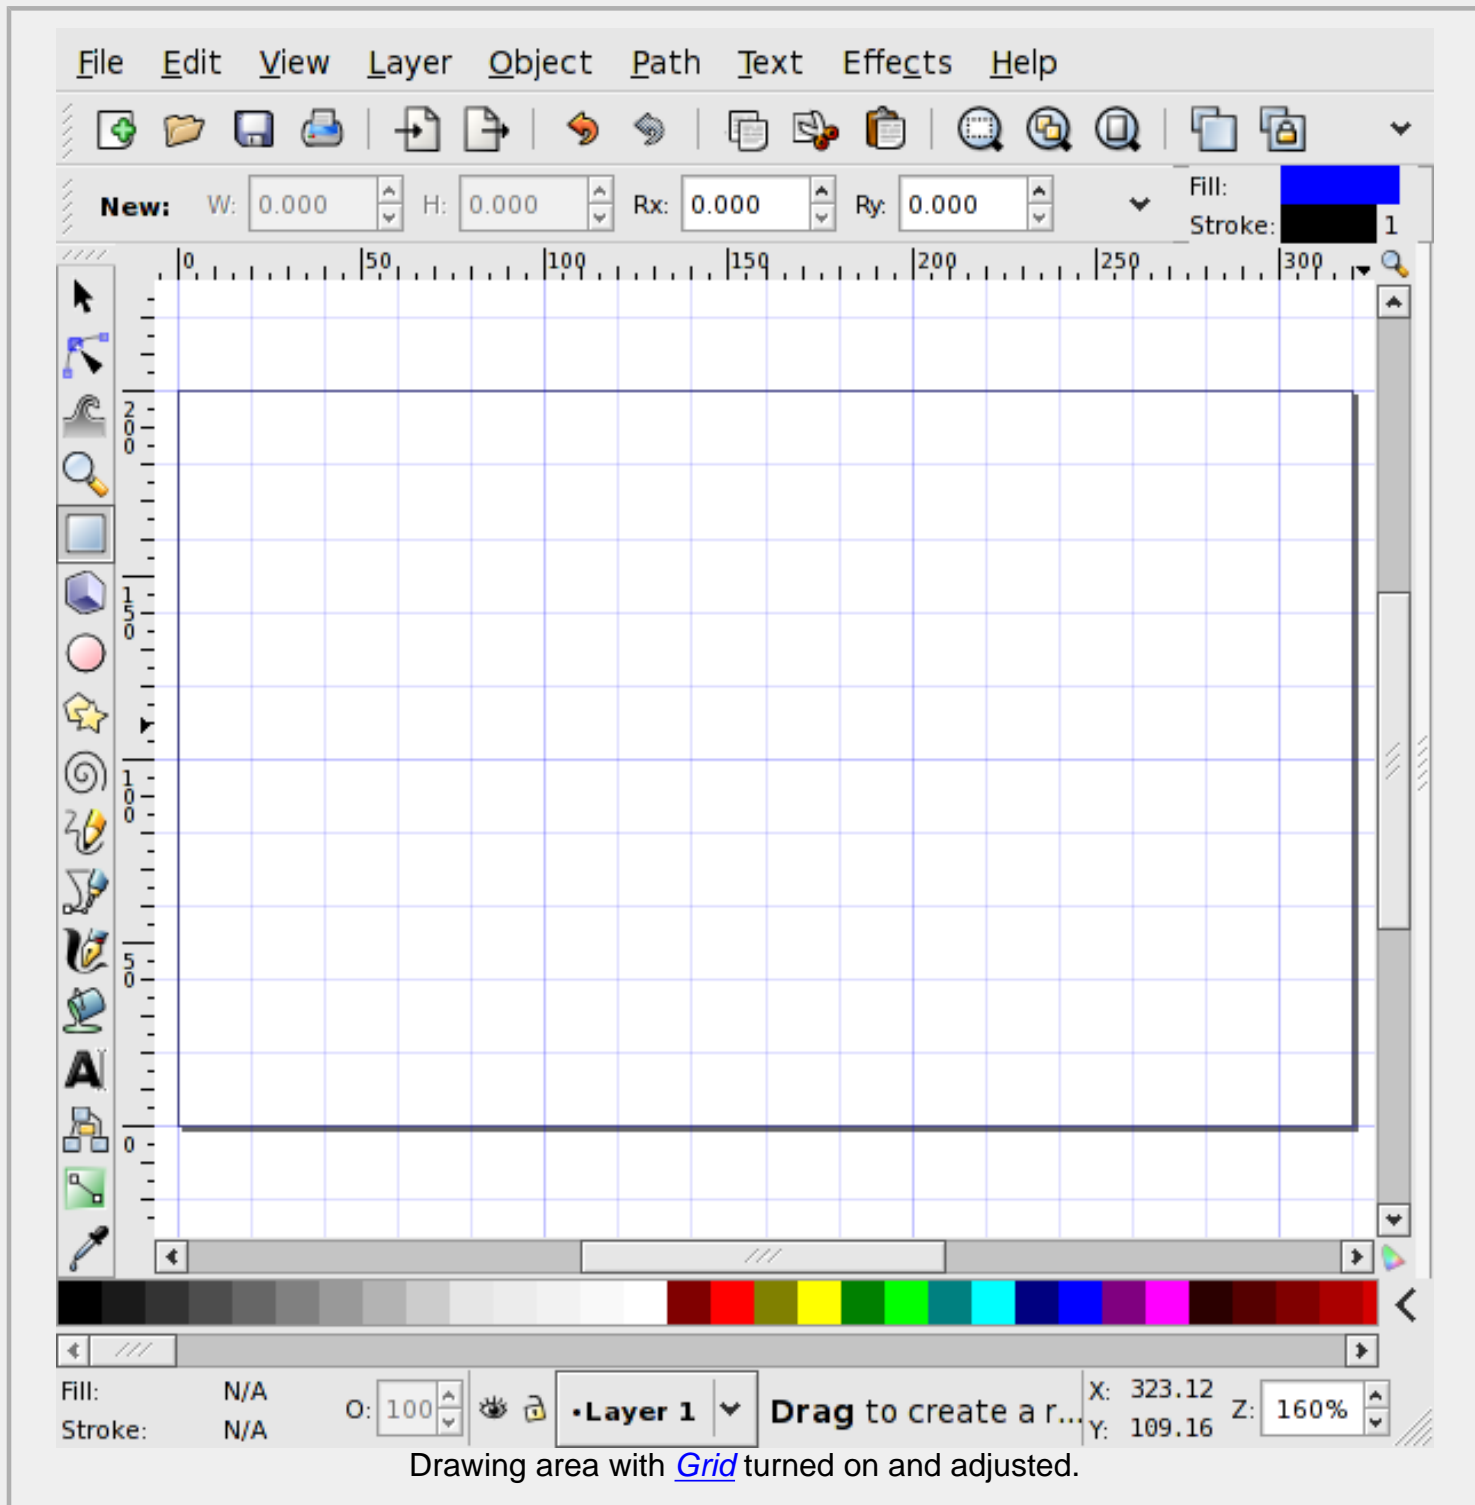 File Edit View Layer Object Path Text Effects Help
New: W: 0.000 H: 0.000 Rx: 0.000 Ry: 0.000
Fill:
Stroke: 1
0 50 100 150 200 250 300
200
150
100
50
0
A
Fill: N/A
Stroke: N/A
O: 100
•Layer 1
Drag to create a r...
X: 323.12
Y: 109.16
Z: 160%
Drawing area with Grid turned on and adjusted.